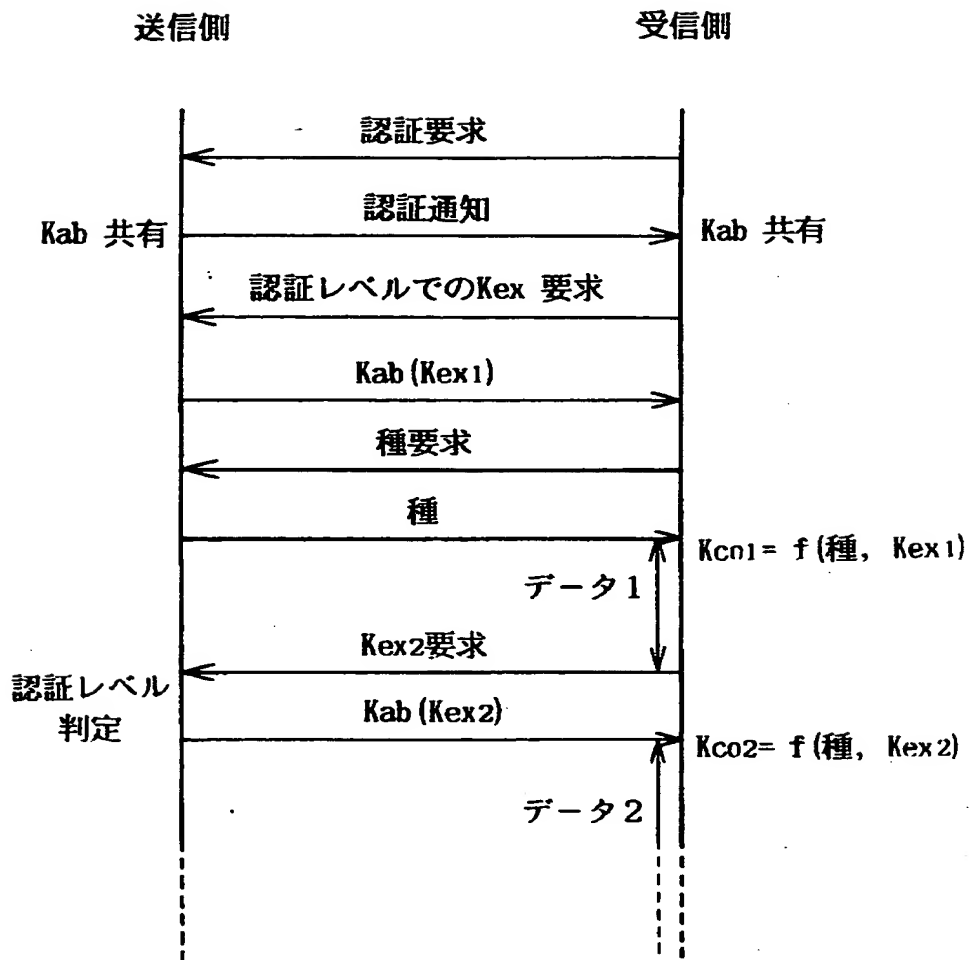 送信側
受信側
認証要求
認証通知
Kab 共有
Kab 共有
認証レベルでのKex 要求
Kab(Kex1)
種要求
種
Kco1= f(種, Kex1)
データ1
Kex2要求
認証レベル
判定
Kab(Kex2)
Kco2= f(種, Kex2)
データ2